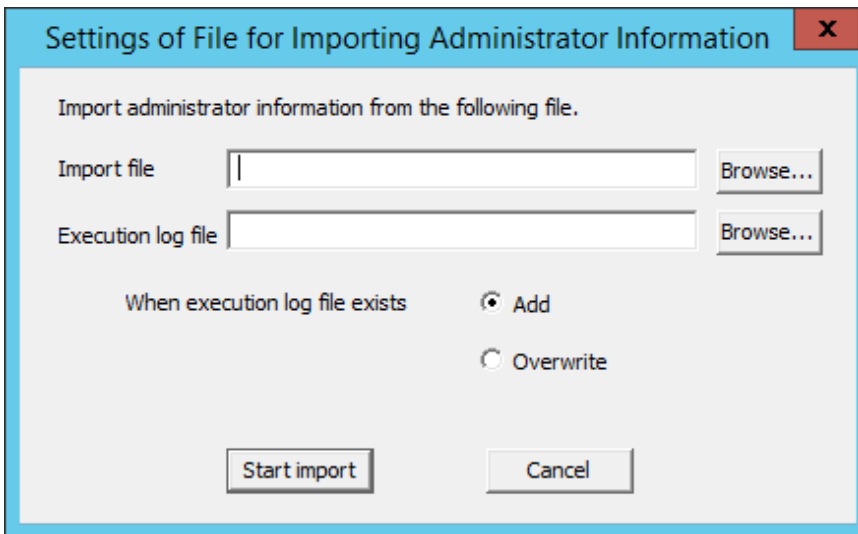 Settings of File for Importing Administrator Information
x
Import administrator information from the following file.
Import file
Browse...
Execution log file
Browse...
When execution log file exists
Add
Overwrite
Start import
Cancel